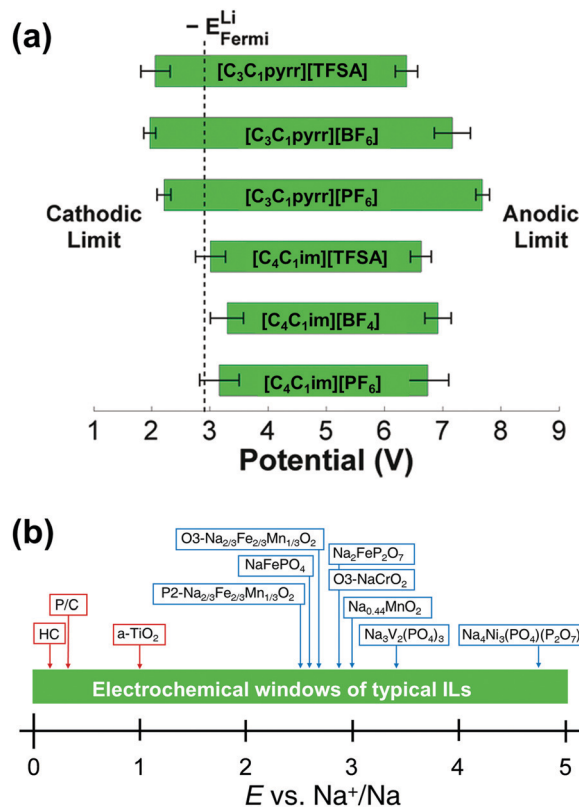 (a)
− E^Li_Fermi
[C₃C₁pyrr][TFSA]
[C₃C₁pyrr][BF₆]
[C₃C₁pyrr][PF₆]
Cathodic
Limit
Anodic
Limit
[C₄C₁im][TFSA]
[C₄C₁im][BF₄]
[C₄C₁im][PF₆]
1 2 3 4 5 6 7 8 9
Potential (V)
(b)
O3-Na₂/₃Fe₂/₃Mn₁/₃O₂
Na₂FeP₂O₇
NaFePO₄
O3-NaCrO₂
P/C
P2-Na₂/₃Fe₂/₃Mn₁/₃O₂
Na₀.₄₄MnO₂
HC
a-TiO₂
Na₃V₂(PO₄)₃
Na₄Ni₃(PO₄)(P₂O₇)
Electrochemical windows of typical ILs
0 1 2 3 4 5
E vs. Na⁺/Na